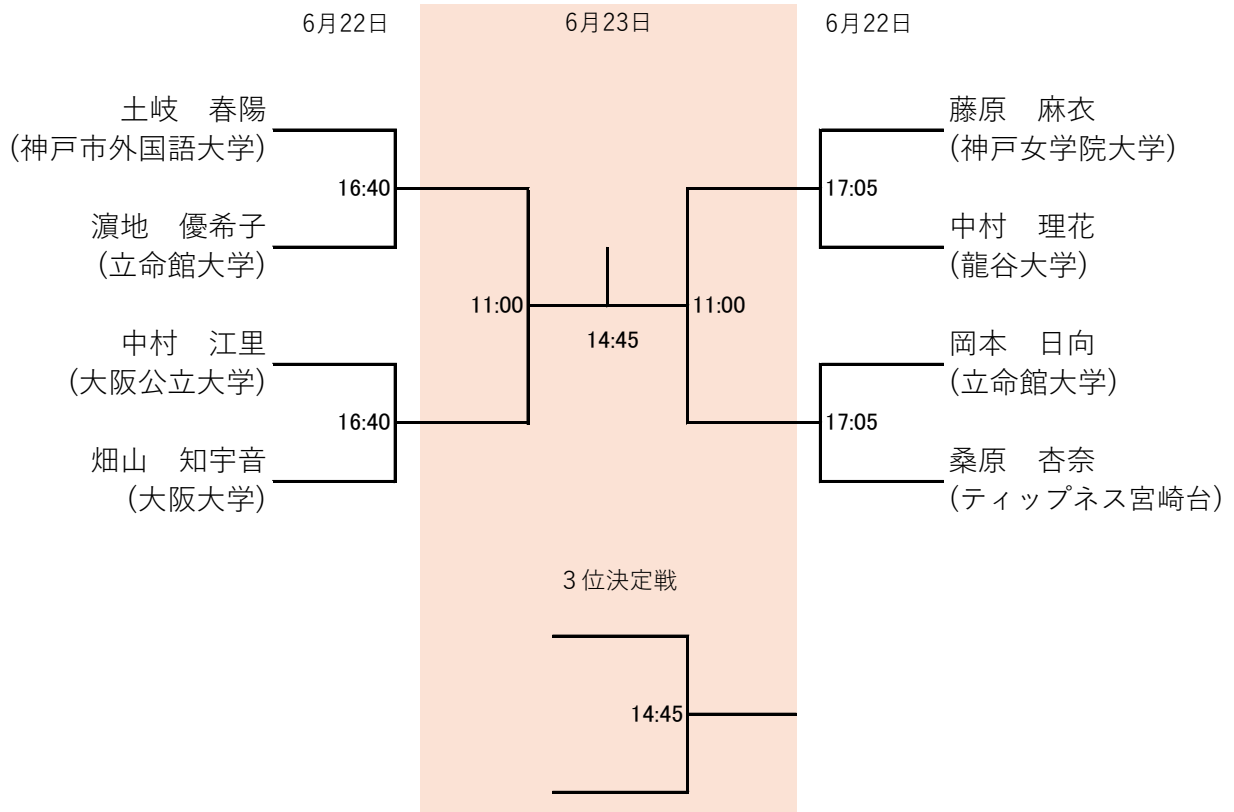 6月22日
6月23日
6月22日
土岐　春陽
(神戸市外国語大学)
16:40
濵地　優希子
(立命館大学)
11:00
中村　江里
(大阪公立大学)
16:40
畑山　知宇音
(大阪大学)
14:45
藤原　麻衣
(神戸女学院大学)
17:05
中村　理花
(龍谷大学)
11:00
岡本　日向
(立命館大学)
17:05
桑原　杏奈
(ティップネス宮崎台)
３位決定戦
14:45